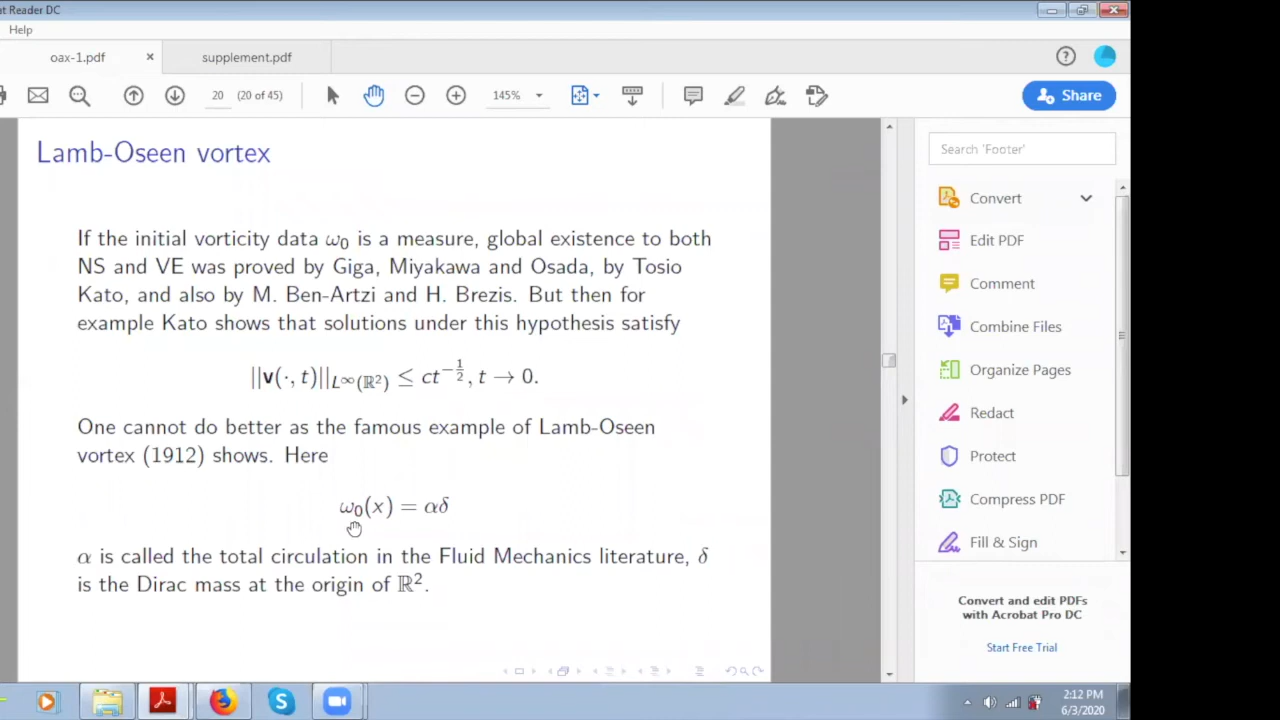 at Reader DC
Help
oax-1.pdf
supplement.pdf
20 (20 of 45)
145%
Share
Lamb-Oseen vortex
If the initial vorticity data ω₀ is a measure, global existence to both
NS and VE was proved by Giga, Miyakawa and Osada, by Tosio
Kato, and also by M. Ben-Artzi and H. Brezis. But then for
example Kato shows that solutions under this hypothesis satisfy
||v(·, t)||_{L^∞(ℝ²)} ≤ ct^{-1/2}, t → 0.
One cannot do better as the famous example of Lamb-Oseen
vortex (1912) shows. Here
ω₀(x) = αδ
α is called the total circulation in the Fluid Mechanics literature, δ
is the Dirac mass at the origin of ℝ².
Search 'Footer'
Convert
Edit PDF
Comment
Combine Files
Organize Pages
Redact
Protect
Compress PDF
Fill & Sign
Convert and edit PDFs
with Acrobat Pro DC
Start Free Trial
2:12 PM
6/3/2020